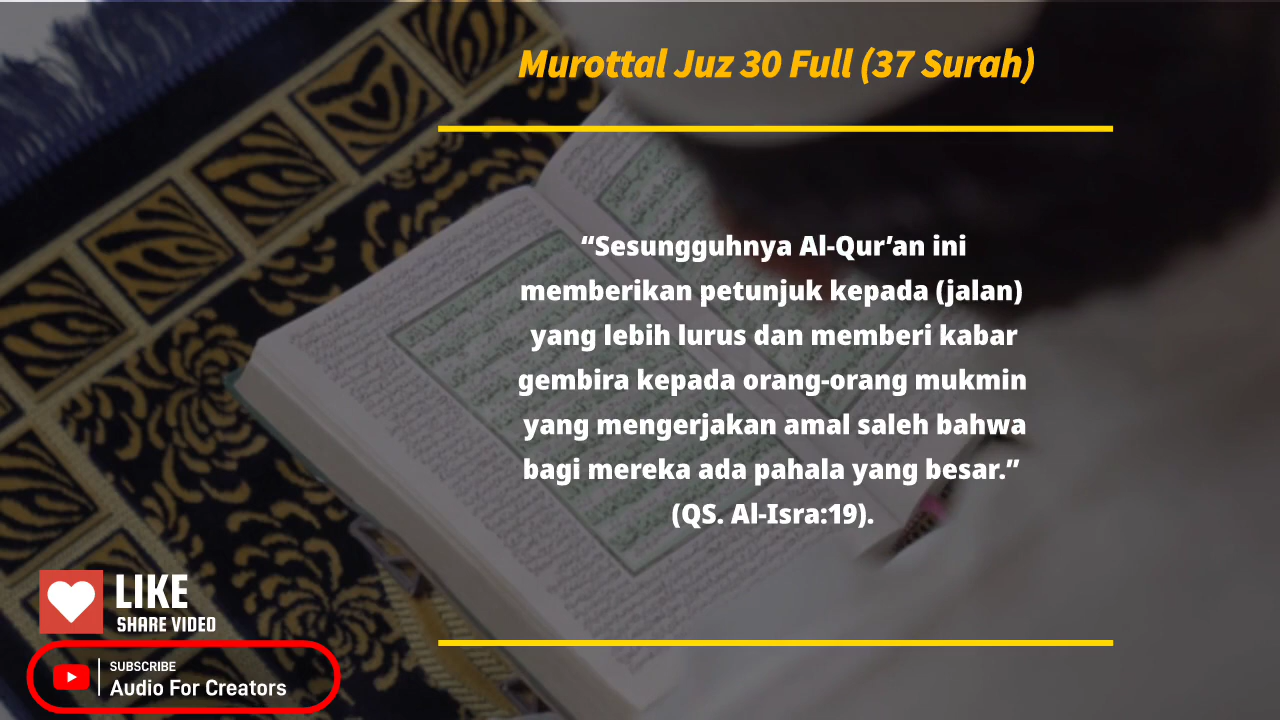 Murottal Juz 30 Full (37 Surah)
“Sesungguhnya Al-Qur’an ini
memberikan petunjuk kepada (jalan)
yang lebih lurus dan memberi kabar
gembira kepada orang-orang mukmin
yang mengerjakan amal saleh bahwa
bagi mereka ada pahala yang besar.”
(QS. Al-Isra:19).
LIKE
SHARE VIDEO
SUBSCRIBE
Audio For Creators